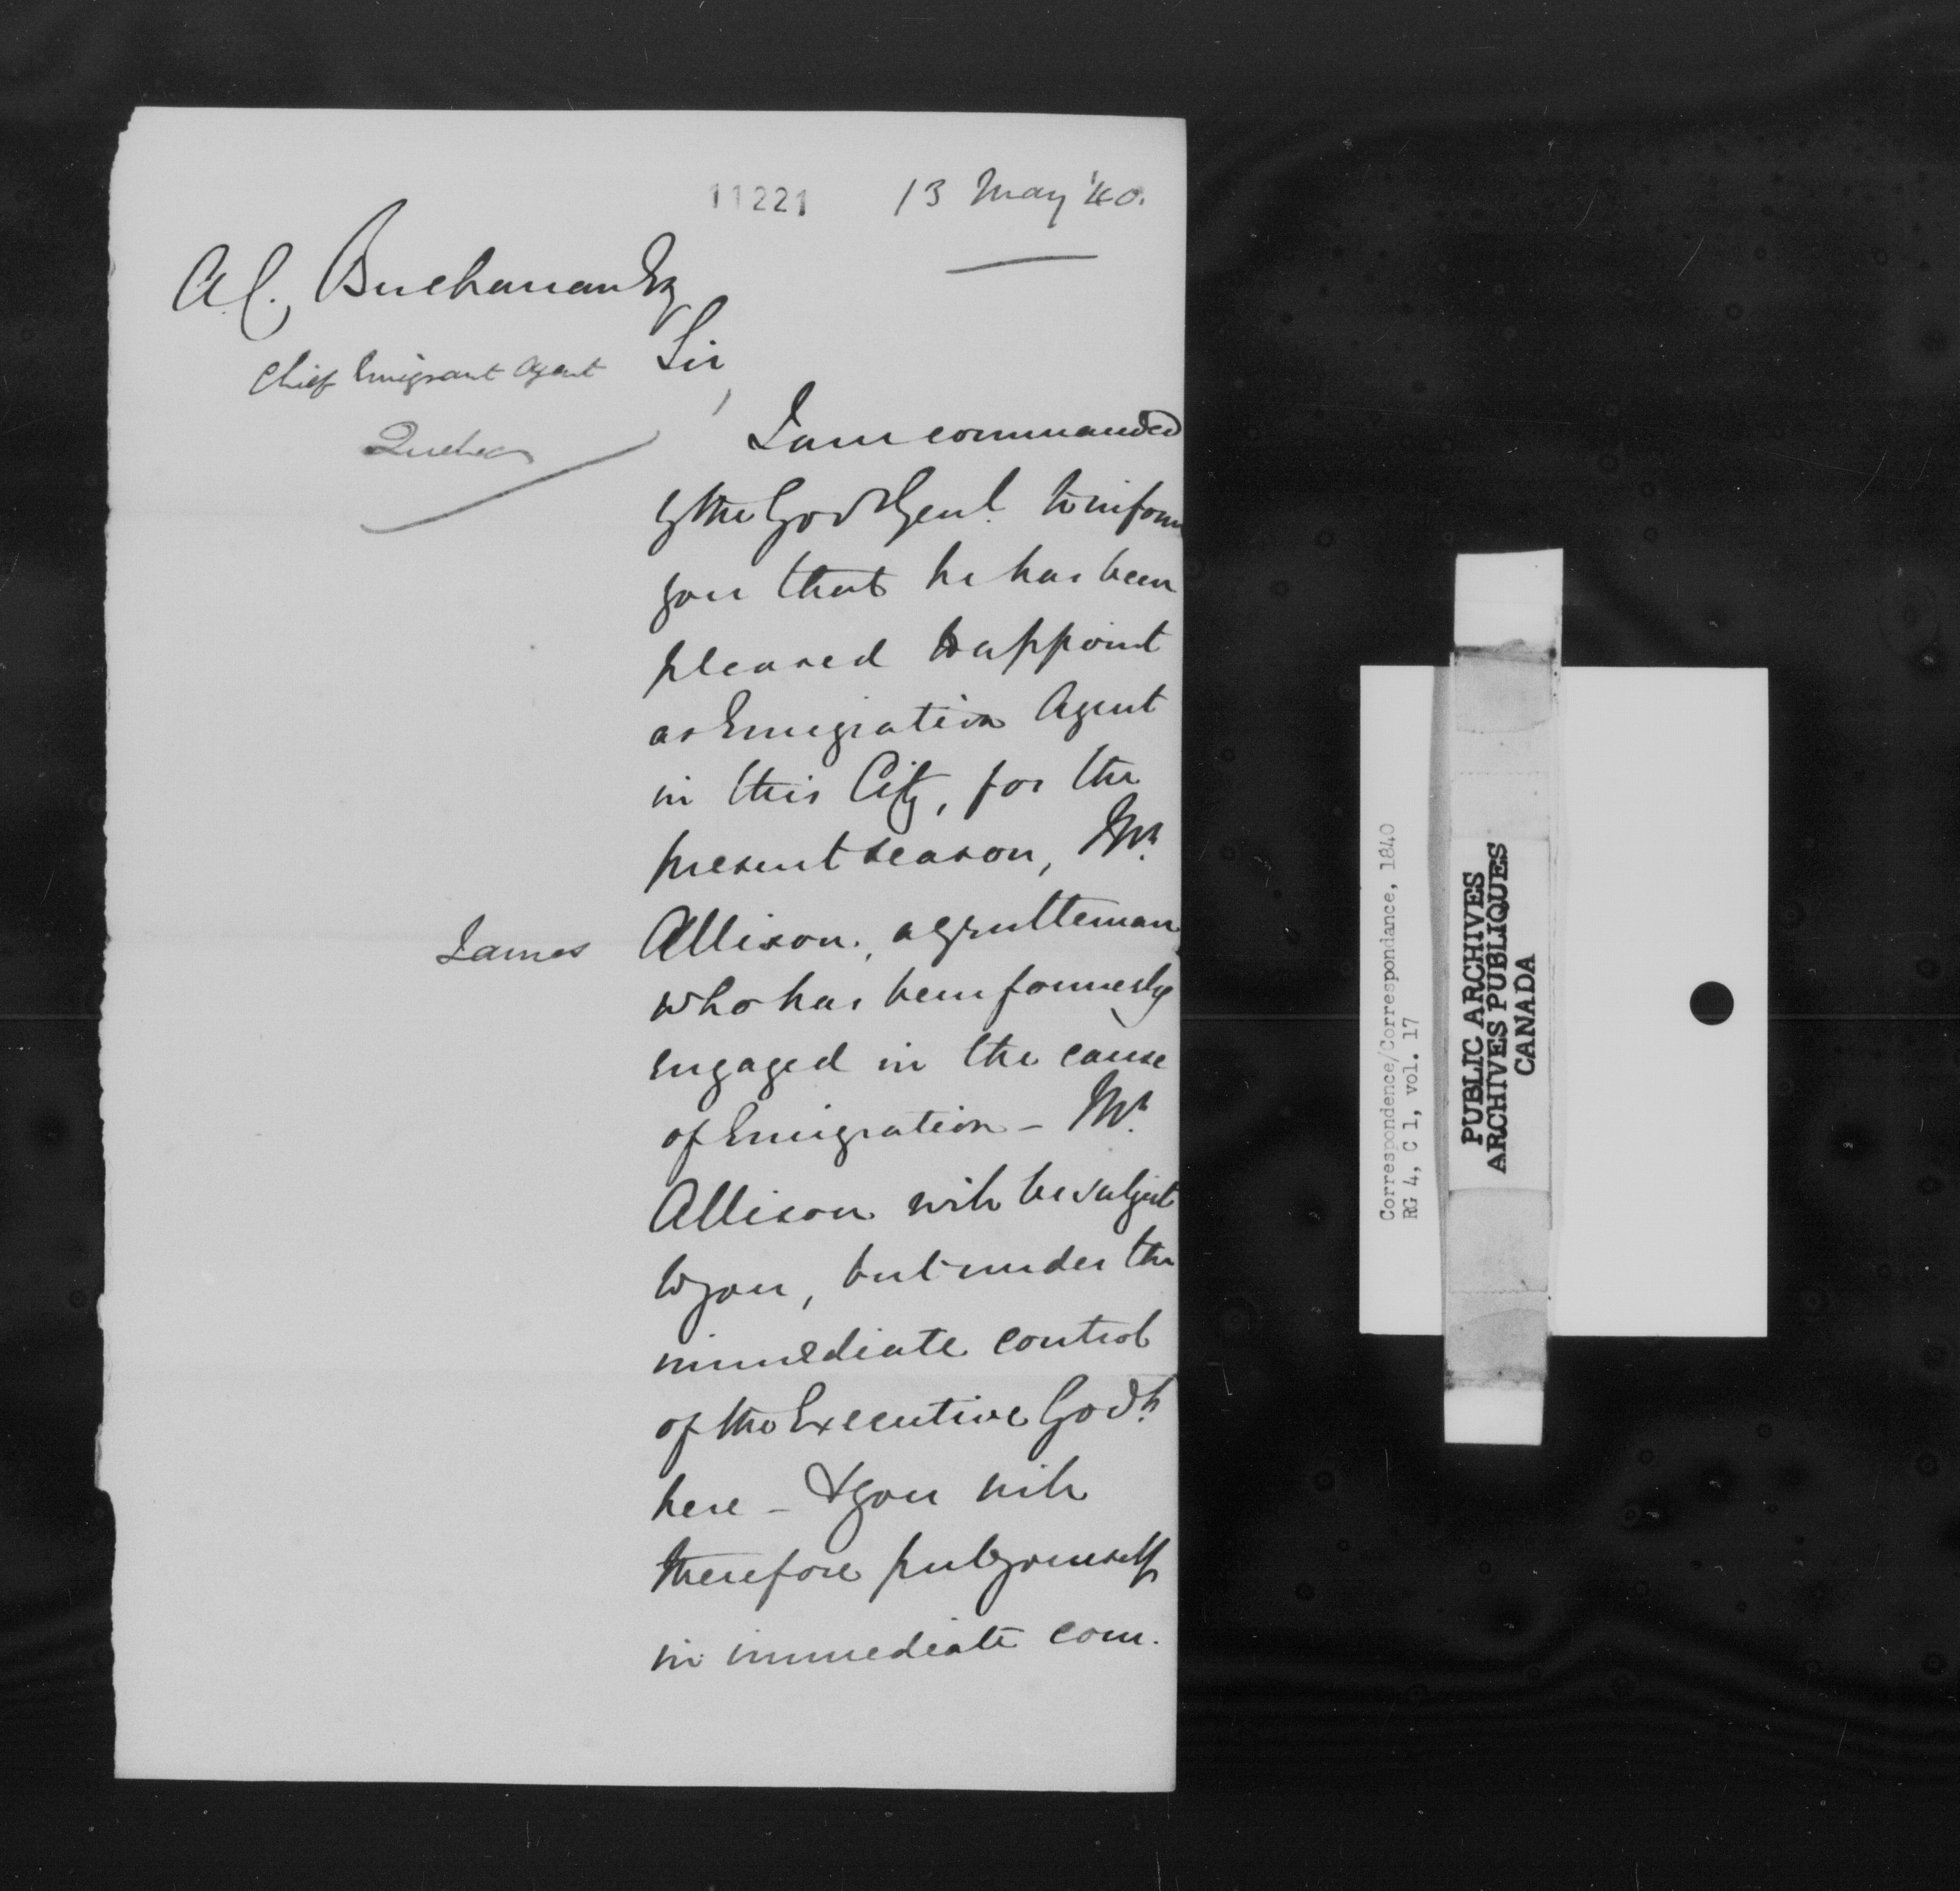 11221 13 May '40.
A.C. Buchanan Esq
Sir,
Chief Emigrant Agent
Quebec
I am commanded
by the Gov Genl. to inform
you that he has been
pleased to appoint
as Emigration Agent
in this City, for the
present season, Mr.
James Allison, a gentleman
who has been formerly
engaged in the cause
of Emigration - Mr.
Allison will be subject
to you, but under the
immediate control
of the Executive Govt.
here - & you will
therefore put yourself
in immediate com.
Correspondence/Correspondance, 1840
RG 4, C 1, vol. 17
PUBLIC ARCHIVES
ARCHIVES PUBLIQUES
CANADA